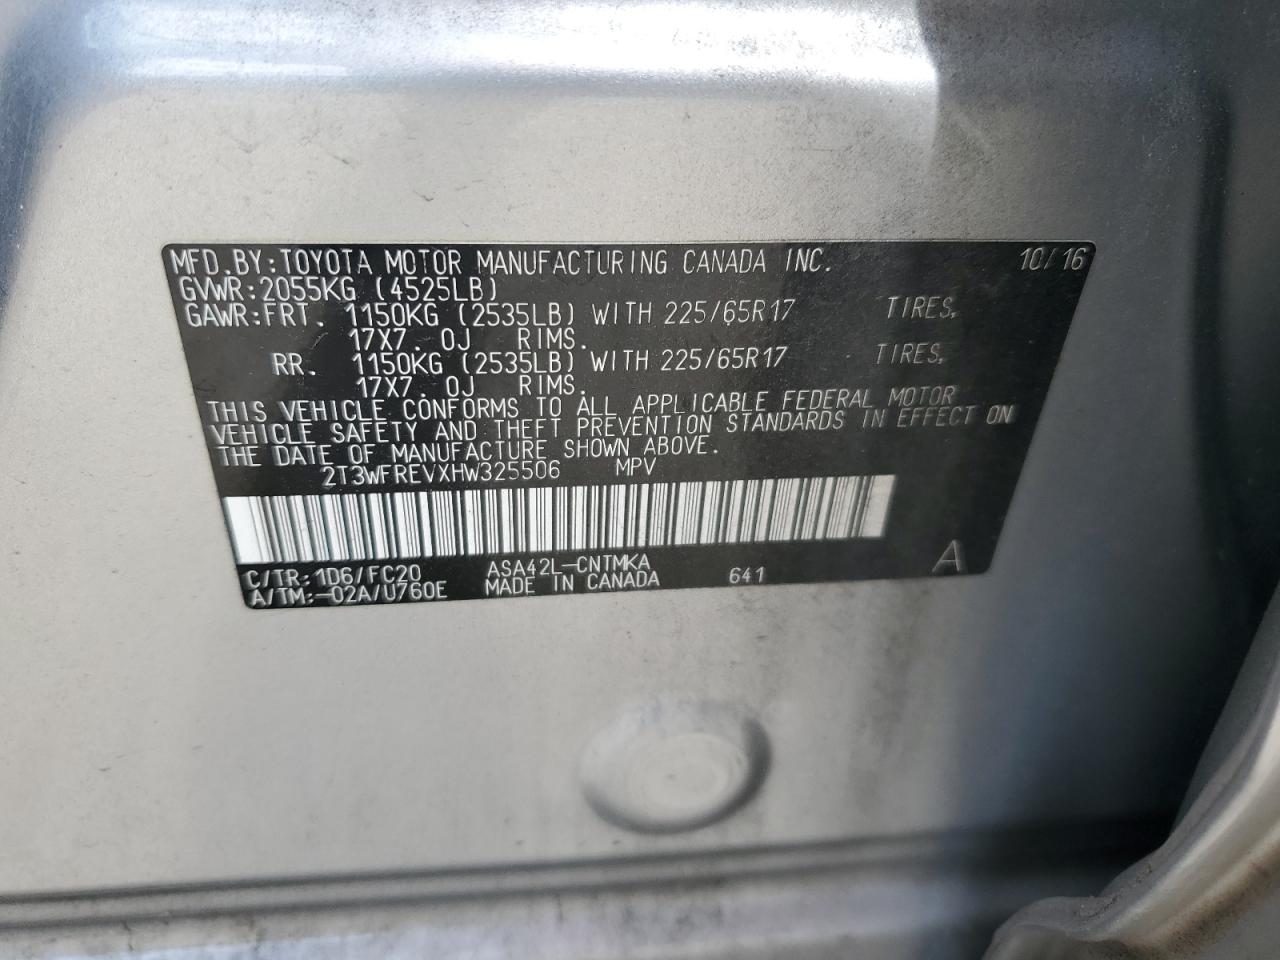 MFD.BY:TOYOTA MOTOR MANUFACTURING CANADA INC. 10/16
GVWR:2055KG (4525LB)
GAWR:FRT. 1150KG (2535LB) WITH 225/65R17 TIRES,
17X7.0J RIMS.
RR. 1150KG (2535LB) WITH 225/65R17 TIRES,
17X7.0J RIMS.
THIS VEHICLE CONFORMS TO ALL APPLICABLE FEDERAL MOTOR
VEHICLE SAFETY AND THEFT PREVENTION STANDARDS IN EFFECT ON
THE DATE OF MANUFACTURE SHOWN ABOVE.
2T3WFREVXHW325506 MPV
C/TR:1D6/FC20 ASA42L-CNTMKA 641 A
A/TM:-02A/U760E MADE IN CANADA